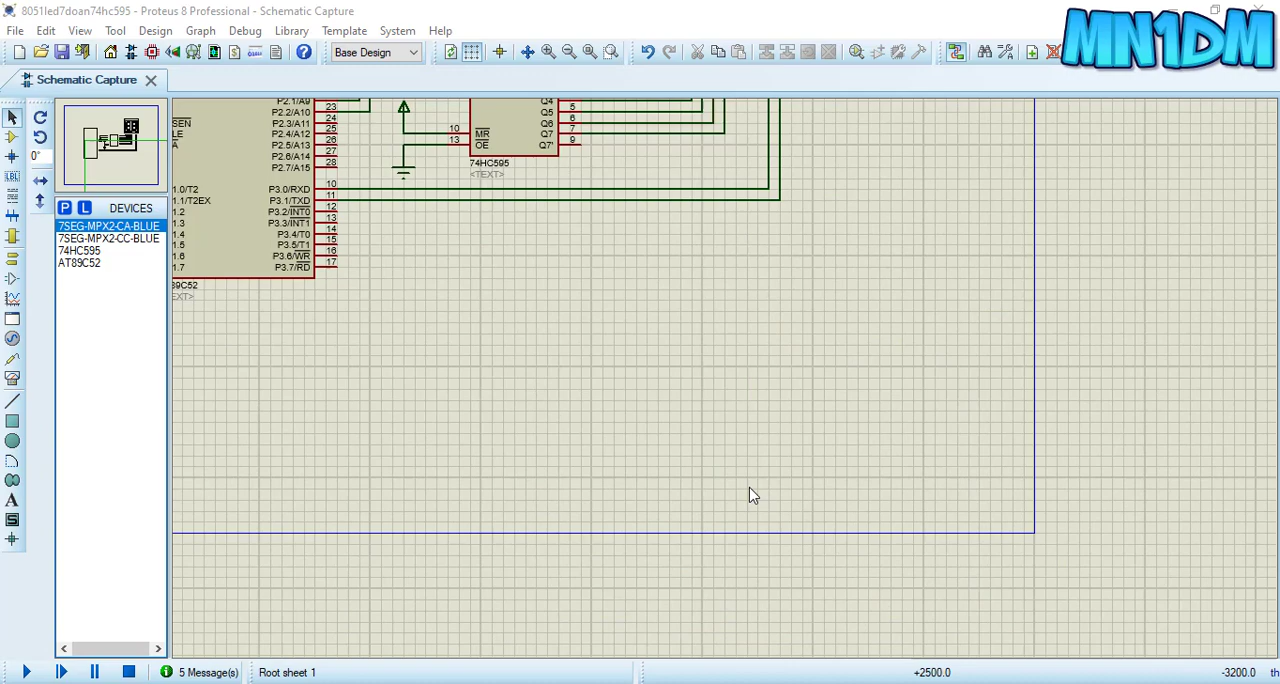 8051led7doan74hc595 - Proteus 8 Professional - Schematic Capture
File Edit View Tool Design Graph Debug Library Template System Help
Base Design
MN1DM
Schematic Capture
0°
LBL
P L DEVICES
7SEG-MPX2-CA-BLUE
7SEG-MPX2-CC-BLUE
74HC595
AT89C52
A
S
P2.1/A9
P2.2/A10 23
SEN P2.3/A11 24
LE P2.4/A12 25
A P2.5/A13 26
P2.6/A14 27
P2.7/A15 28
1.0/T2 P3.0/RXD 10
1.1/T2EX P3.1/TXD 11
1.2 P3.2/INT0 12
1.3 P3.3/INT1 13
1.4 P3.4/T0 14
1.5 P3.5/T1 15
1.6 P3.6/WR 16
1.7 P3.7/RD 17
89C52
EXT>
Q4
Q5 5
Q6 6
10 MR Q7 7
13 OE Q7' 9
74HC595
<TEXT>
5 Message(s) Root sheet 1 +2500.0 -3200.0 th